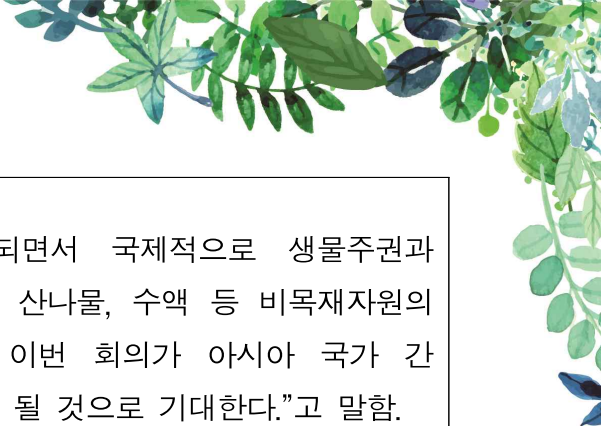 되면서 국제적으로 생물주권과
산나물, 수액 등 비목재자원의
이번 회의가 아시아 국가 간
될 것으로 기대한다.”고 말함.